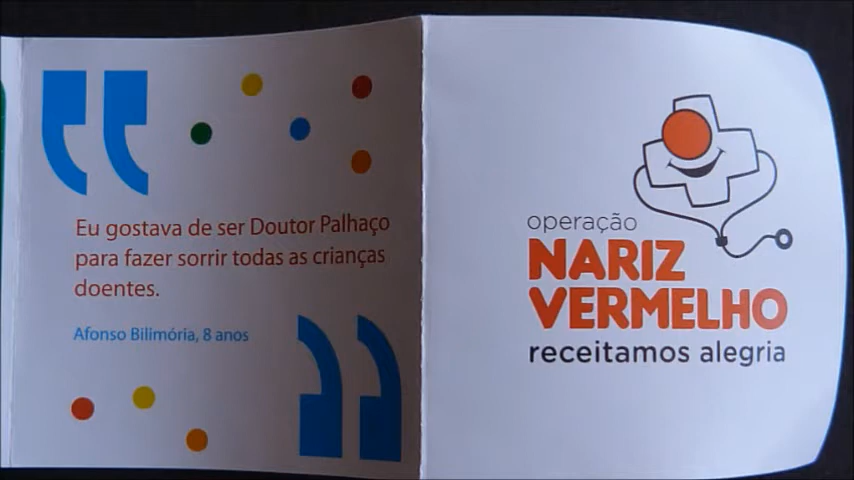 Eu gostava de ser Doutor Palhaço
para fazer sorrir todas as crianças
doentes.
Afonso Bilimória, 8 anos
operação
NARIZ
VERMELHO
receitamos alegria